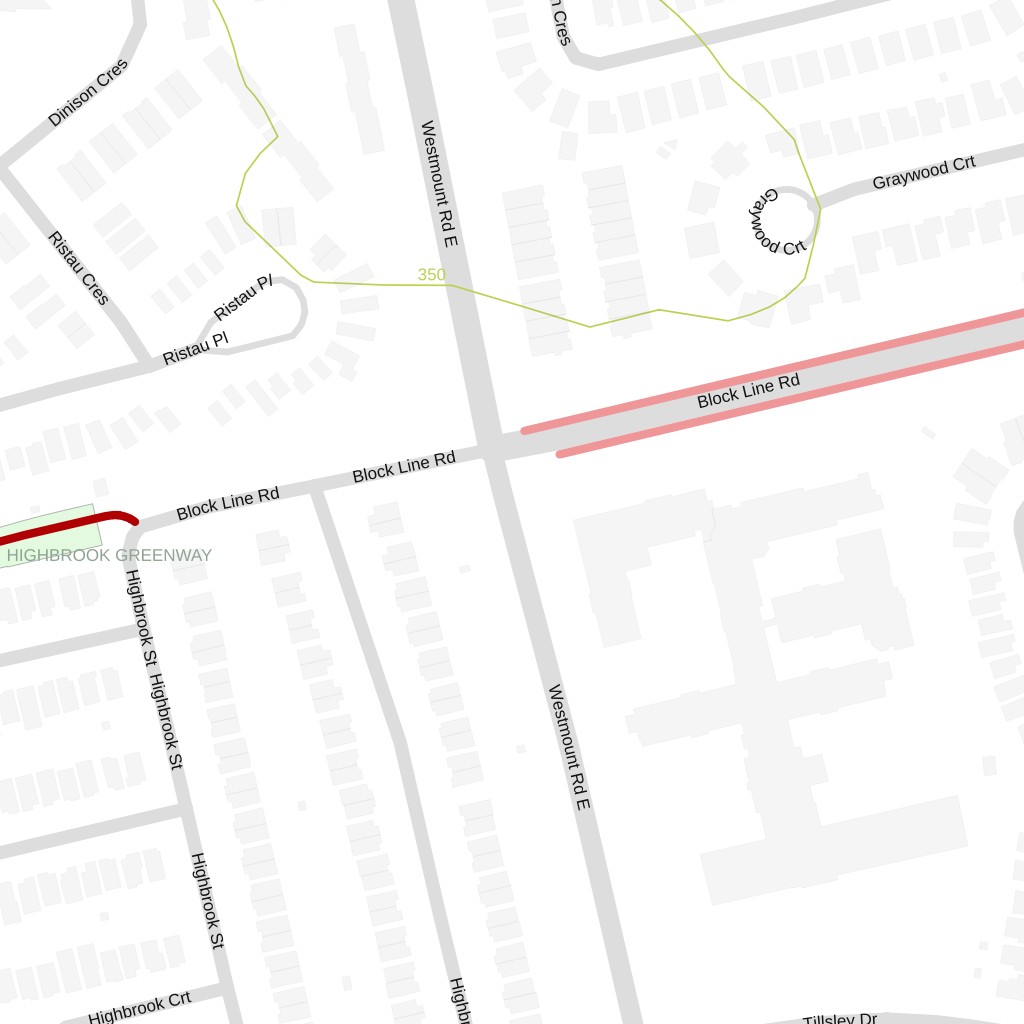 Dinison Cres
Westmount Rd E
Graywood Crt
Graywood Crt
Ristau Cres
350
Ristau Pl
Ristau Pl
Block Line Rd
Block Line Rd
Block Line Rd
HIGHBROOK GREENWAY
Highbrook St
Highbrook St
Westmount Rd E
Highbrook St
Highbrook Crt
Tillsley Dr